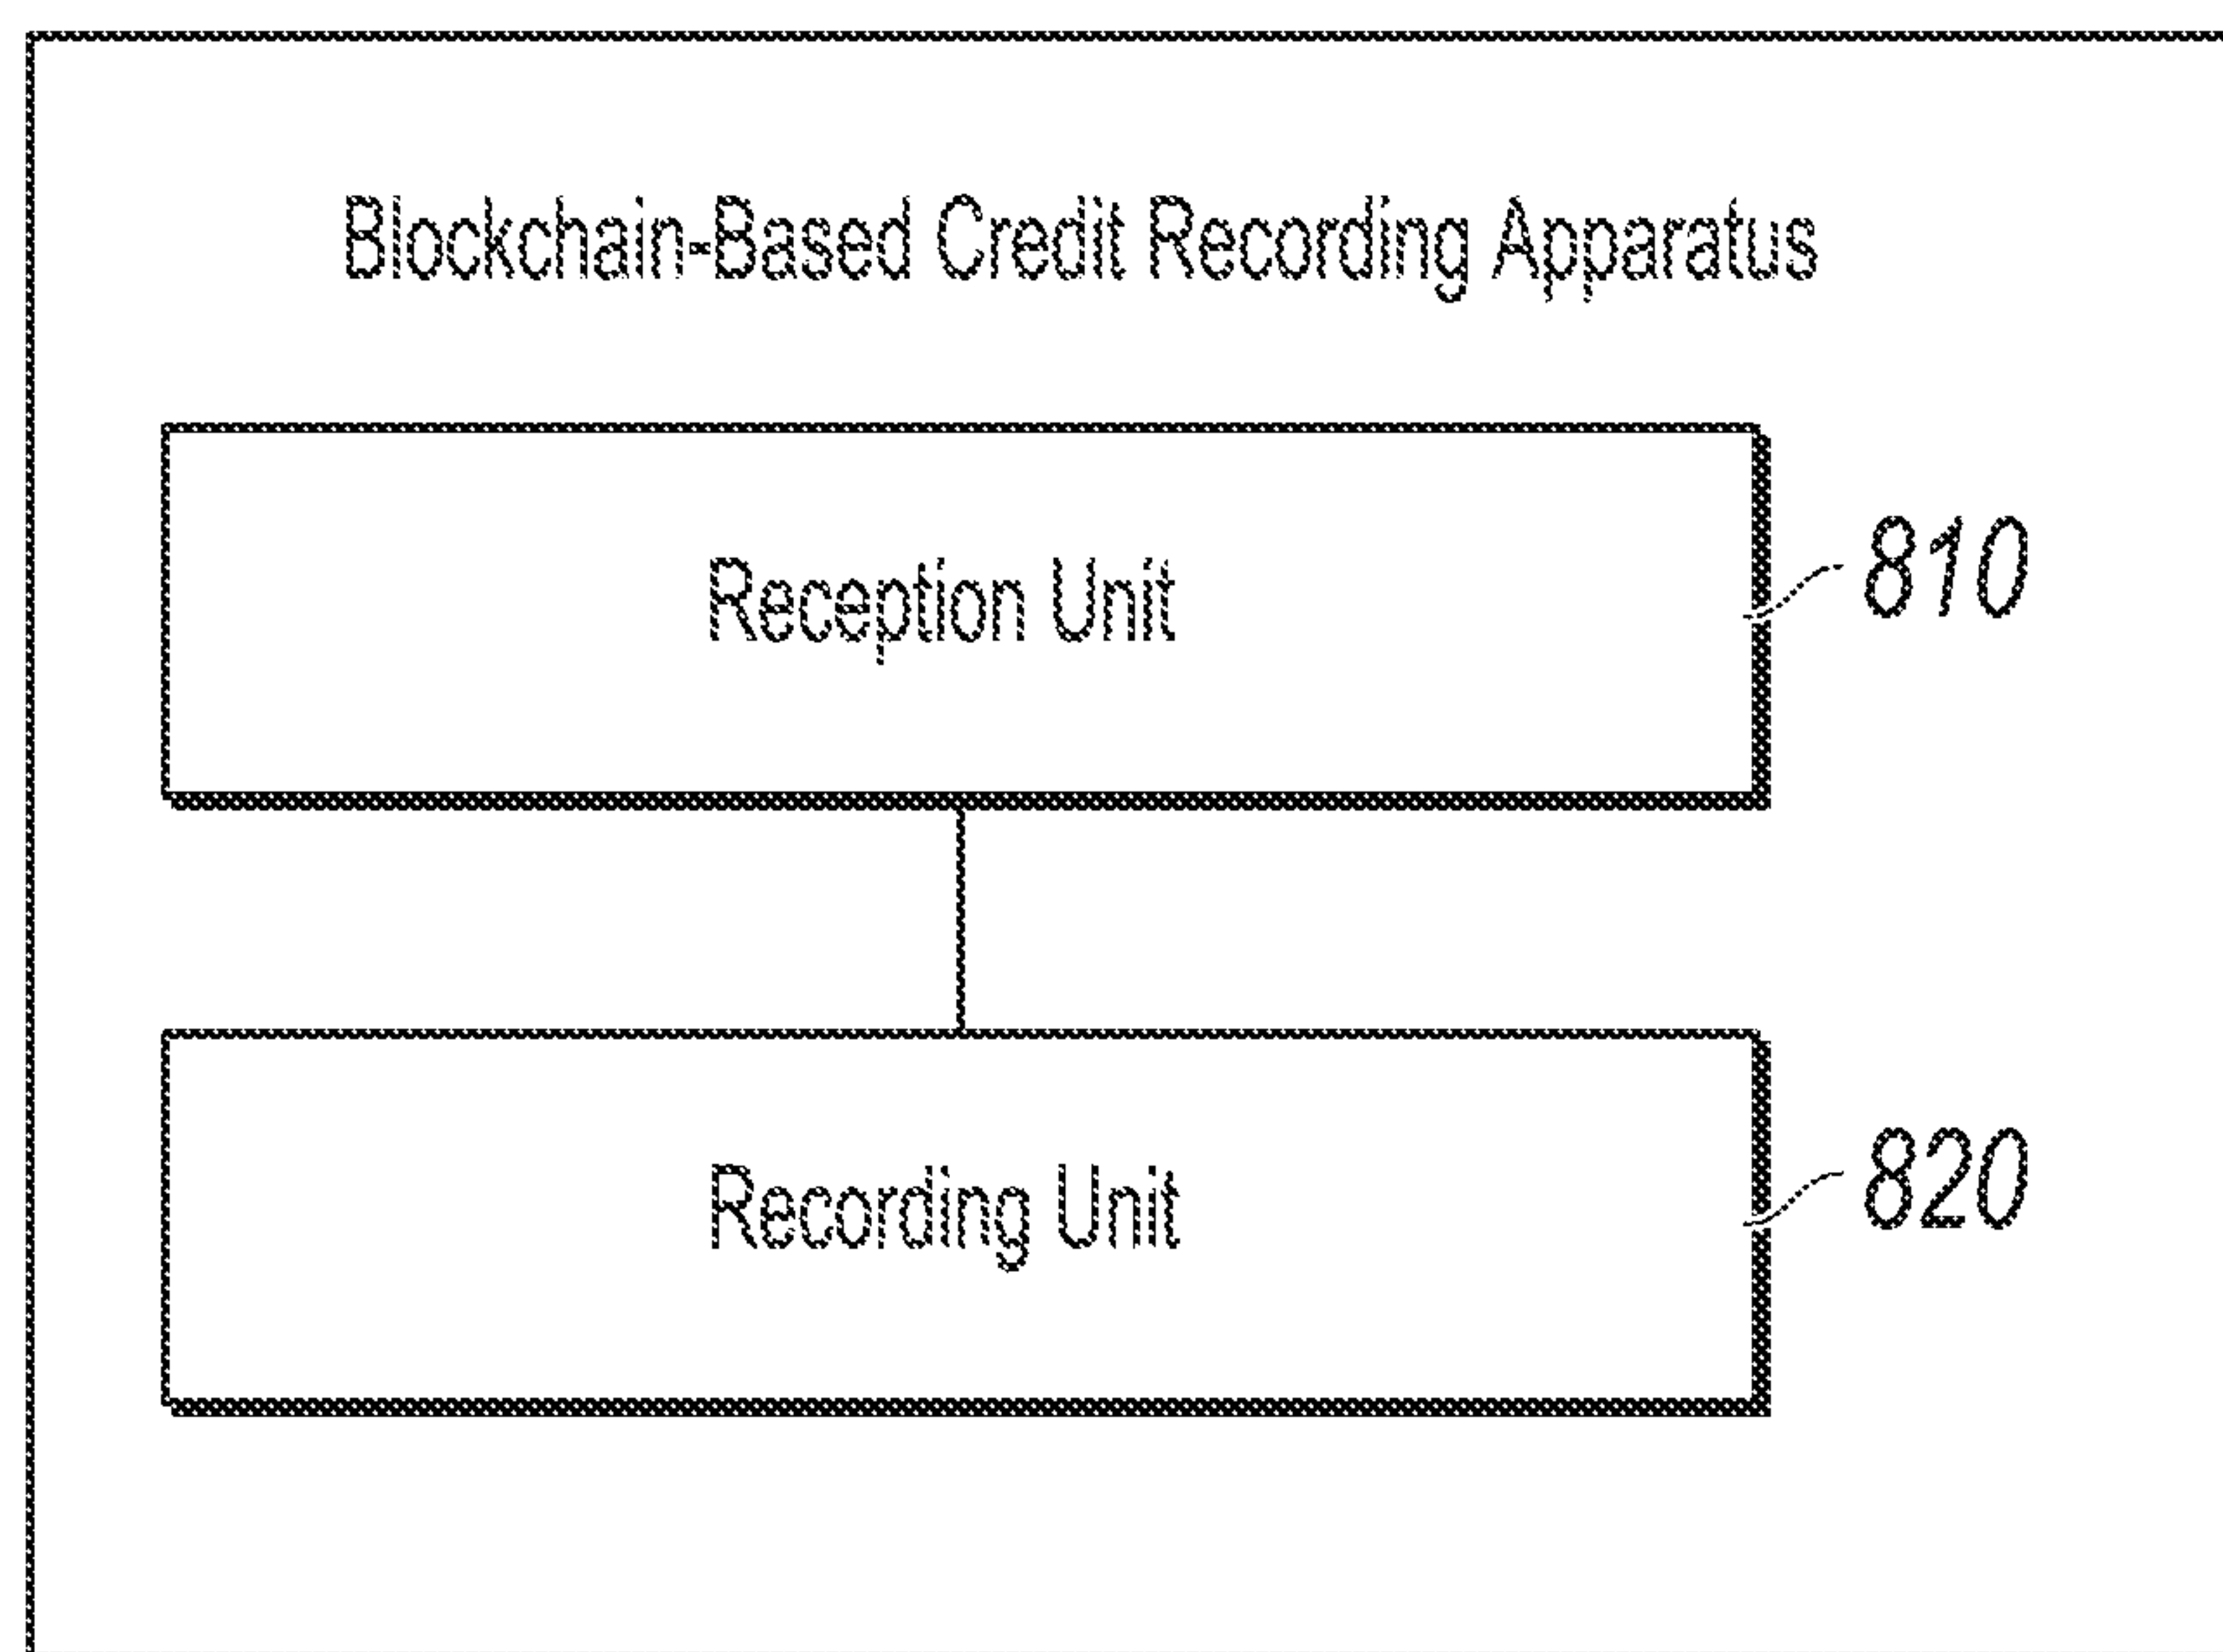 Blockchain-Based Credit Recording Apparatus
Reception Unit
810
Recording Unit
820